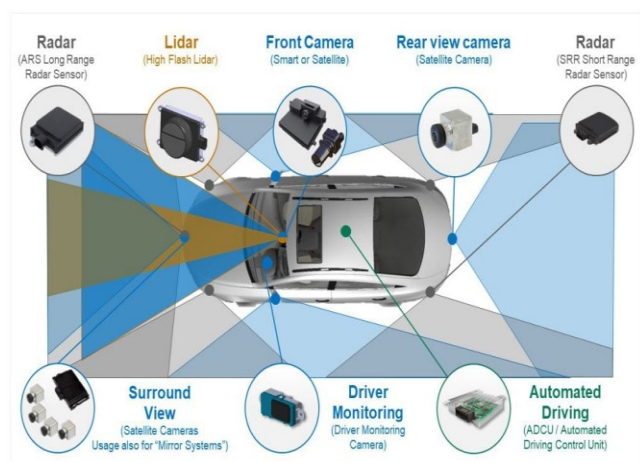 Radar
(ARS Long Range
Radar Sensor)
Lidar
(High Flash Lidar)
Front Camera
(Smart or Satellite)
Rear view camera
(Satellite Camera)
Radar
(SRR Short Range
Radar Sensor)
Surround
View
(Satellite Cameras
Usage also for “Mirror Systems”)
Driver
Monitoring
(Driver Monitoring
Camera)
Automated
Driving
(ADCU / Automated
Driving Control Unit)